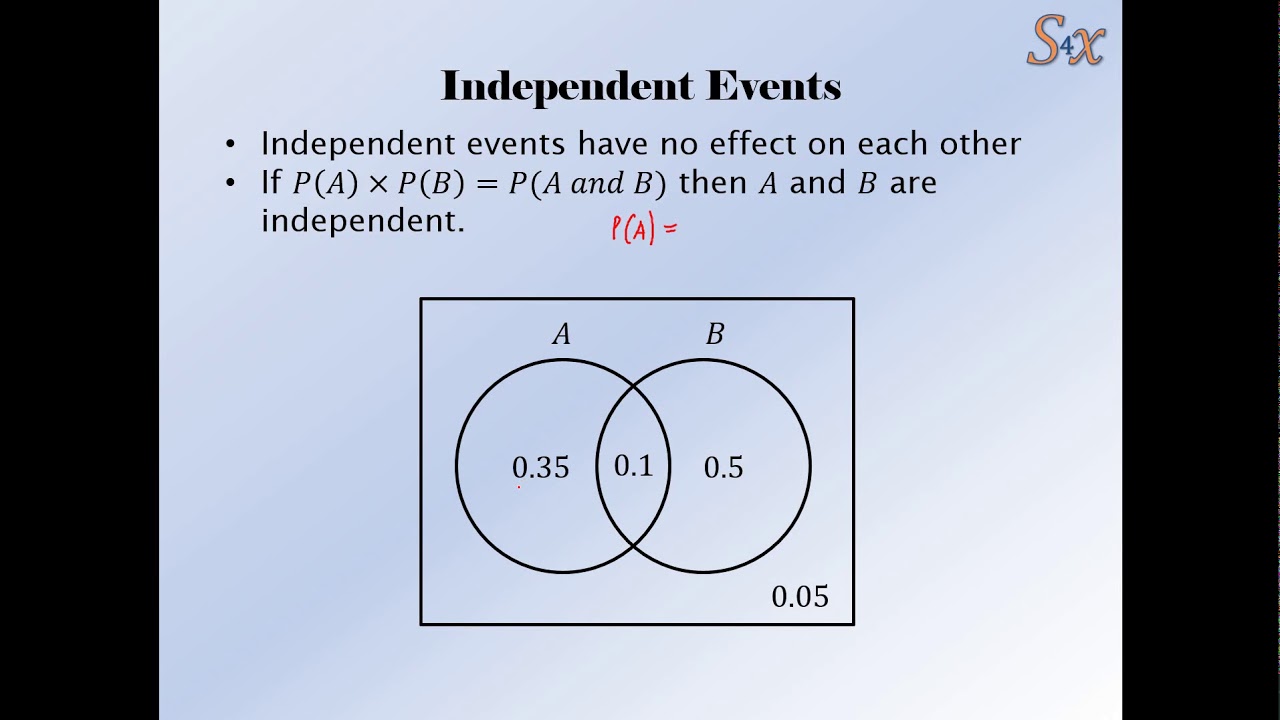 S4x
Independent Events
• Independent events have no effect on each other
• If P(A) × P(B) = P(A and B) then A and B are
independent.
P(A) =
A B
0.35 0.1 0.5
0.05